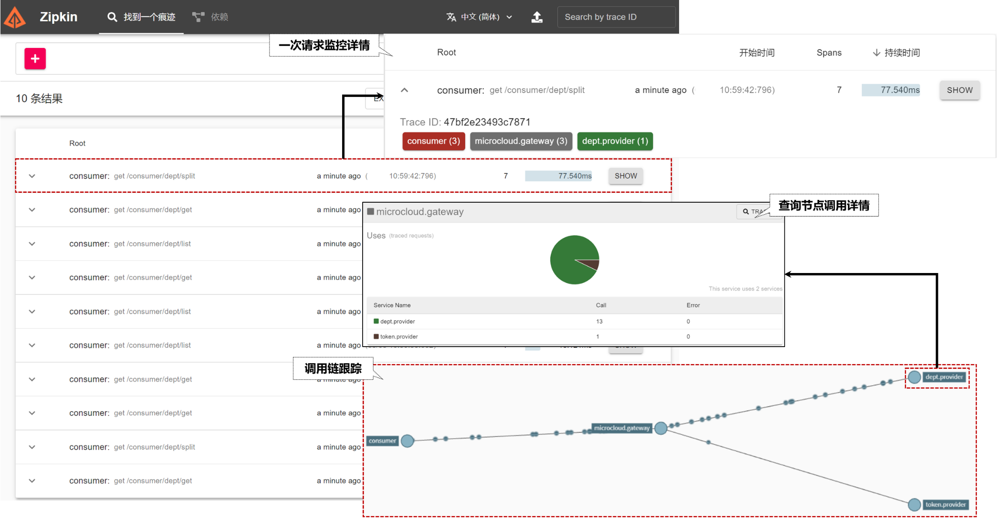 Zipkin
找到一个痕迹
依赖
中文 (简体)
Search by trace ID
一次请求监控详情
Root 开始时间 Spans 持续时间
consumer: get /consumer/dept/split a minute ago ( 10:59:42:796) 7 77.540ms SHOW
Trace ID: 47bf2e23493c7871
consumer (3) microcloud.gateway (3) dept.provider (1)
10 条结果
EX
Root
consumer: get /consumer/dept/split a minute ago ( 10:59:42:796) 7 77.540ms SHOW
consumer: get /consumer/dept/get a minute ago
consumer: get /consumer/dept/list a minute ago
consumer: get /consumer/dept/get a minute ago
consumer: get /consumer/dept/list a minute ago
consumer: get /consumer/dept/list a minute ago
consumer: get /consumer/dept/get a minute ago
consumer: get /consumer/dept/get a minute ago
consumer: get /consumer/dept/split a minute ago
consumer: get /consumer/dept/get a minute ago
microcloud.gateway
查询节点调用详情
Uses (traced requests)
This service uses 2 services
Service Name Call Error
dept.provider 13 0
token.provider 1 0
调用链跟踪
dept.provider
microcloud.gateway
consumer
token.provider